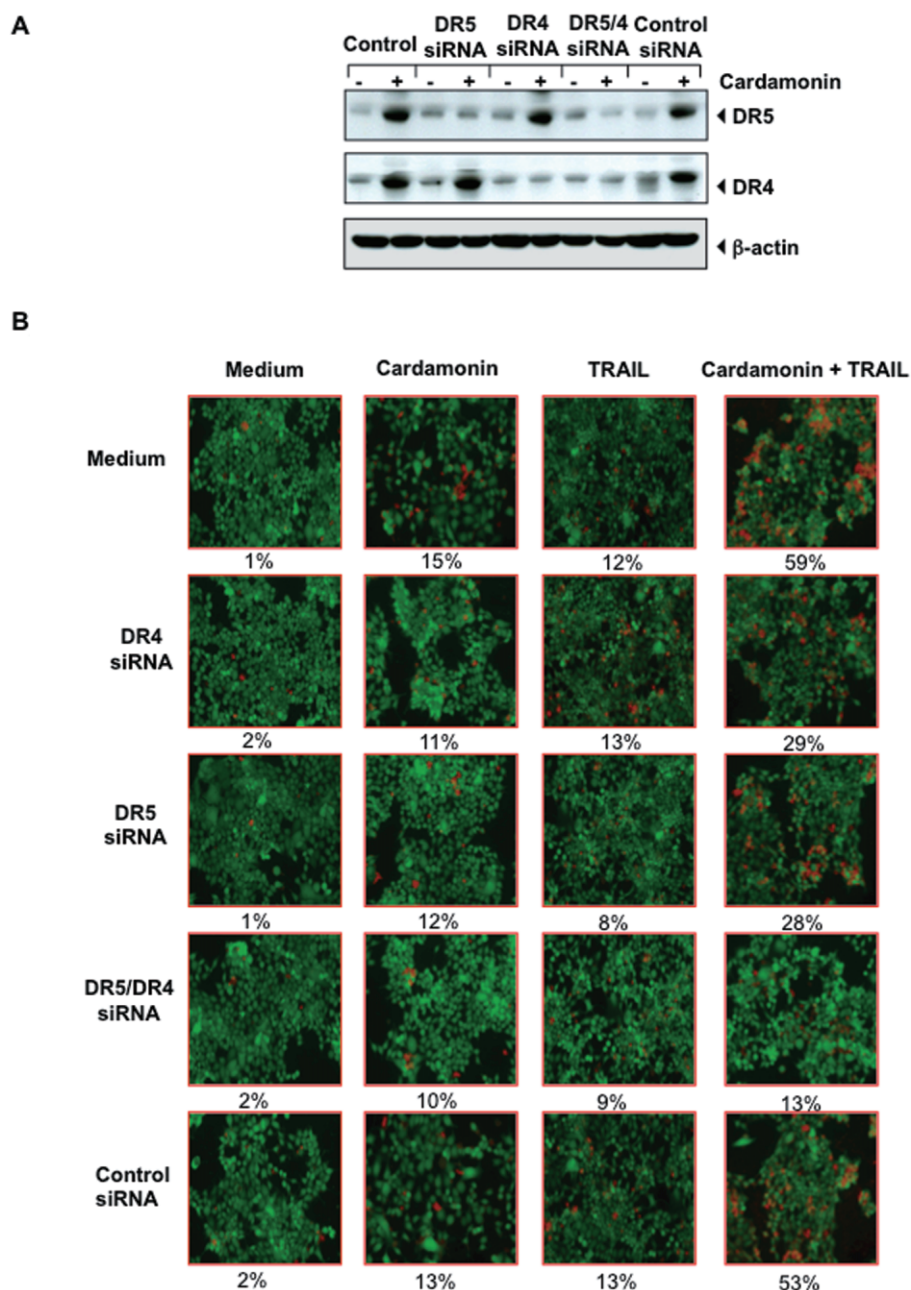 A
Control DR5 siRNA DR4 siRNA DR5/4 siRNA Control siRNA
- + - + - + - + - + Cardamonin
◄ DR5
◄ DR4
◄ β-actin
B
Medium Cardamonin TRAIL Cardamonin + TRAIL
Medium
1% 15% 12% 59%
DR4
siRNA
2% 11% 13% 29%
DR5
siRNA
1% 12% 8% 28%
DR5/DR4
siRNA
2% 10% 9% 13%
Control
siRNA
2% 13% 13% 53%